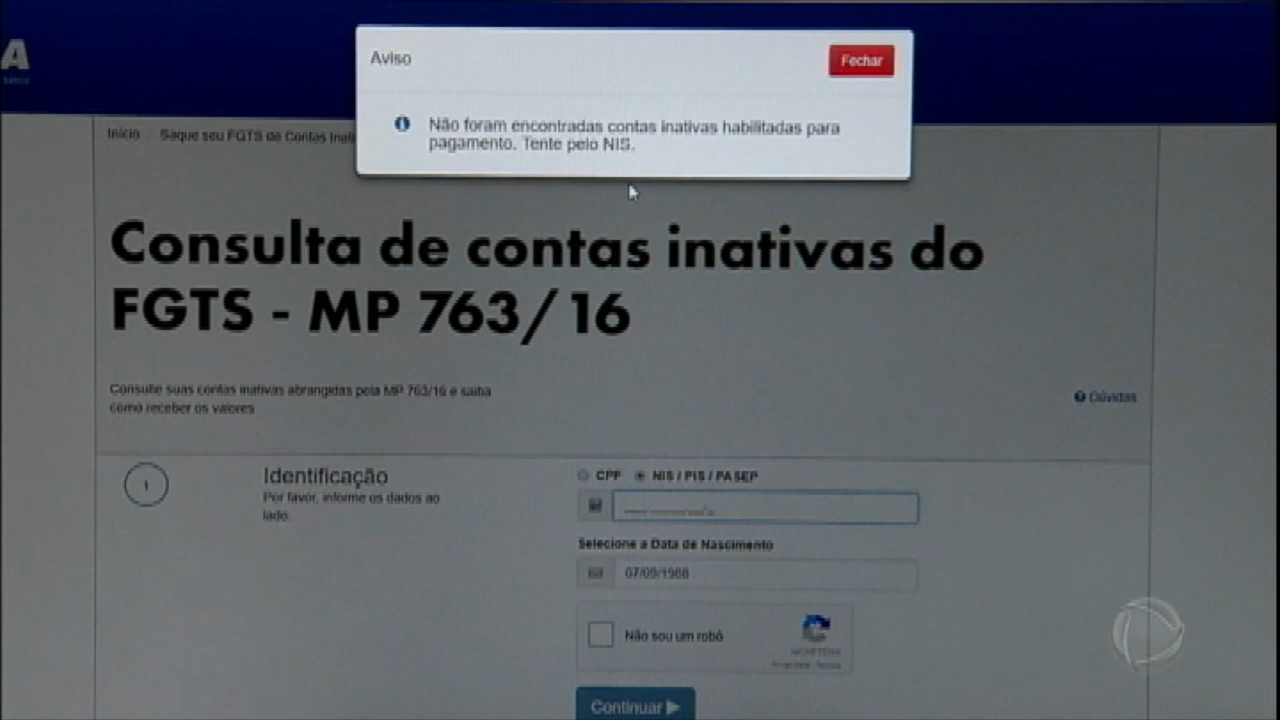 A
Aviso
Fechar
Não foram encontradas contas inativas habilitadas para
pagamento. Tente pelo NIS.
Início / Saque seu FGTS de Contas Inati
Consulta de contas inativas do
FGTS - MP 763/16
Consulte suas contas inativas abrangidas pela MP 763/16 e saiba
como receber os valores
Dúvidas
1
Identificação
Por favor, informe os dados ao
lado.
CPF
NIS / PIS / PASEP
Selecione a Data de Nascimento
07/09/1988
Não sou um robô
reCAPTCHA
Continuar